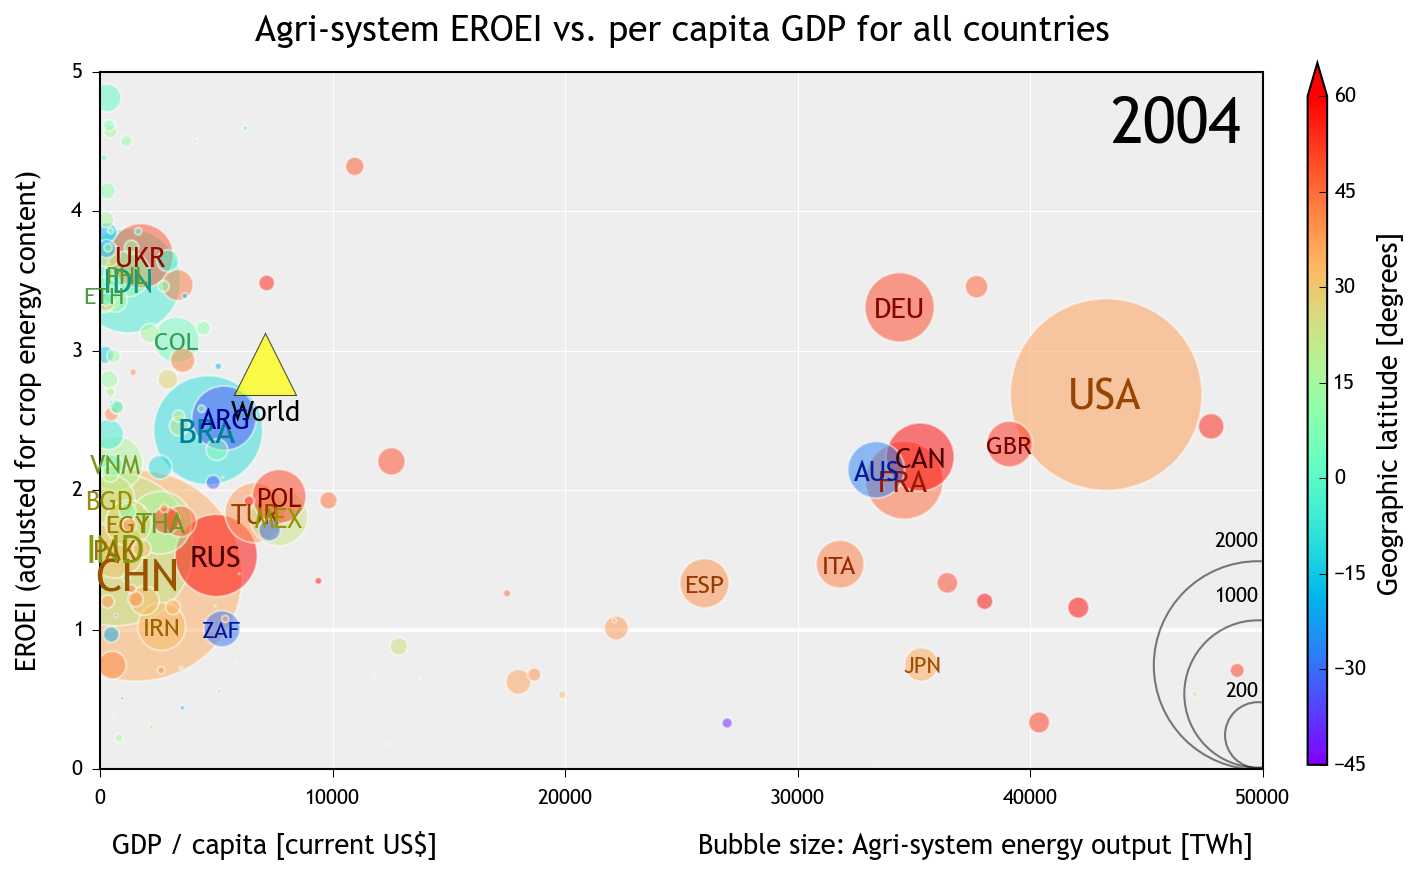 Agri-system EROEI vs. per capita GDP for all countries
2004
EROEI (adjusted for crop energy content)
5
4
3
2
1
0
UKR
IDN
ETH
COL
World
ARG
BRA
VNM
BGD
THA
EGY
IND
PAK
CHN
RUS
IRN
ZAF
POL
TUR
MEX
DEU
USA
GBR
CAN
AUS
FRA
ITA
ESP
JPN
2000
1000
200
0
10000
20000
30000
40000
50000
GDP / capita [current US$]
Bubble size: Agri-system energy output [TWh]
60
45
30
15
0
−15
−30
−45
Geographic latitude [degrees]